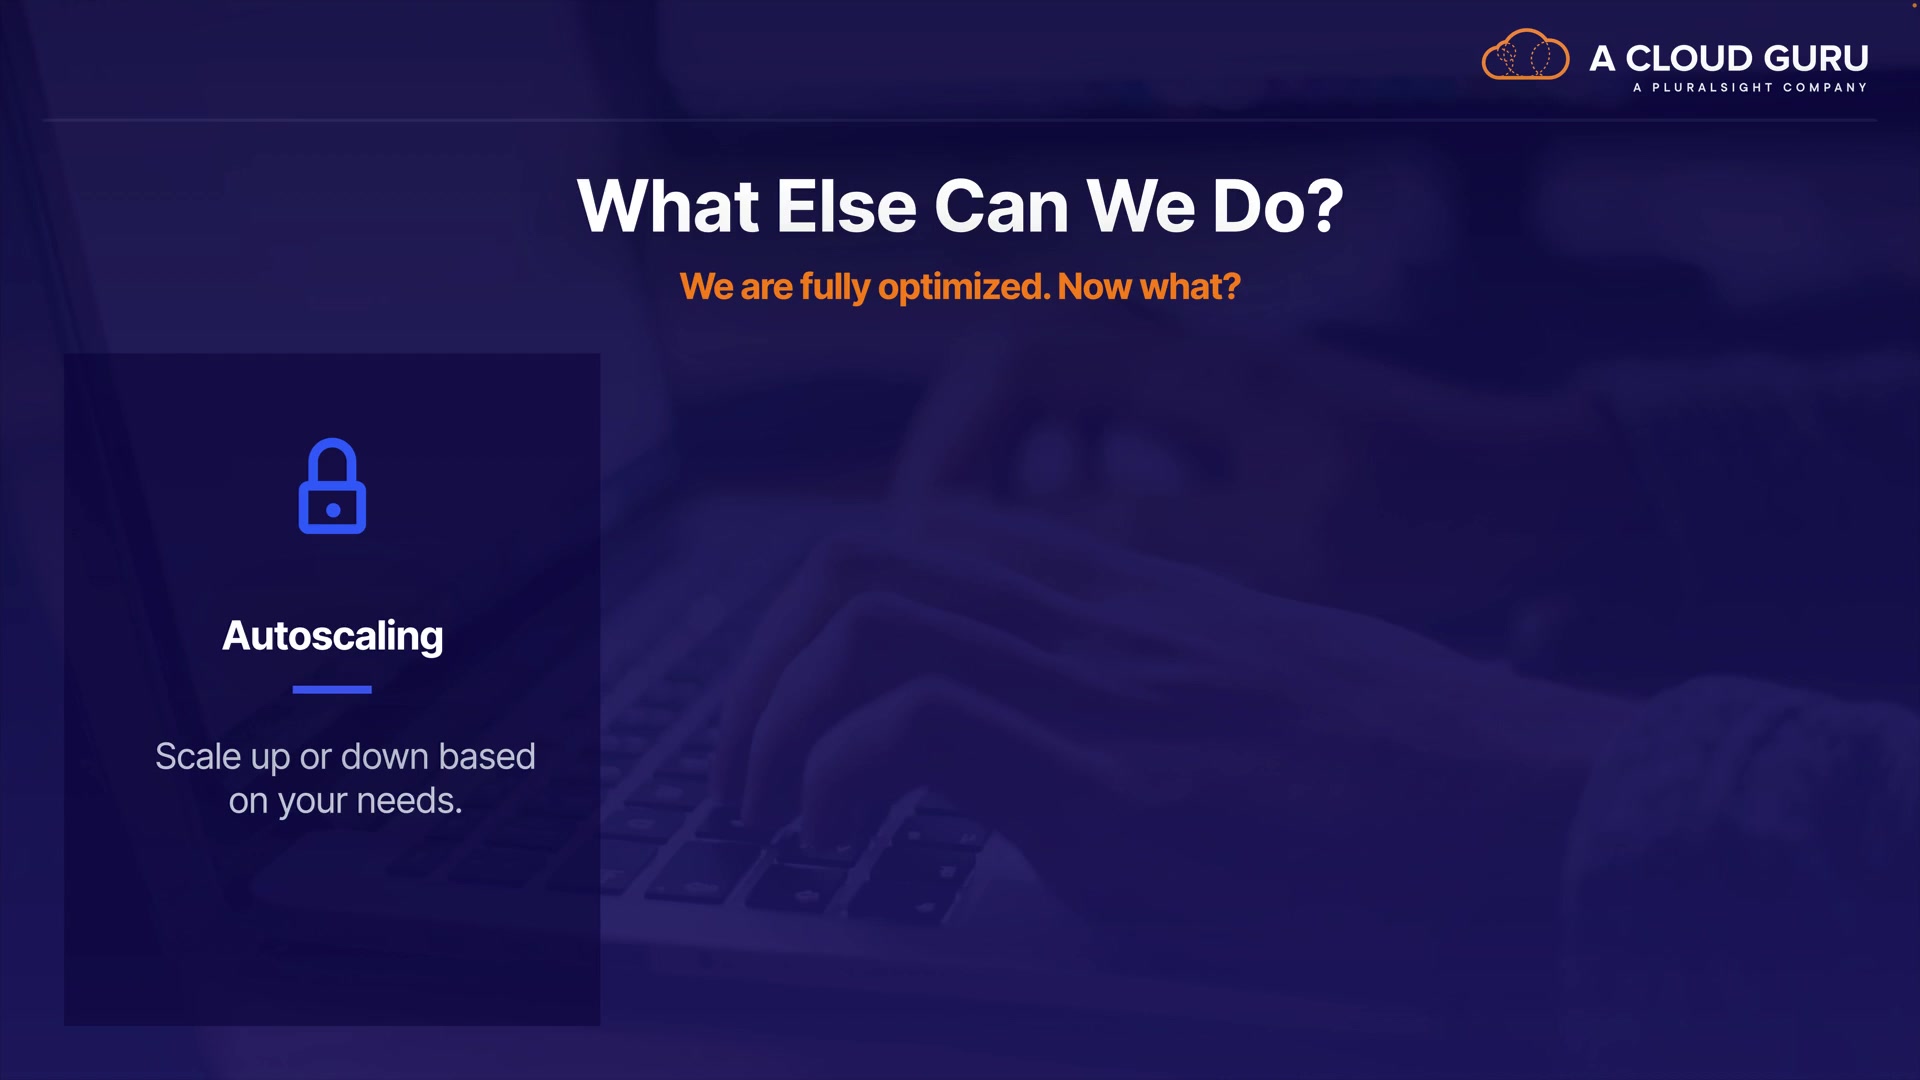 A CLOUD GURU
A PLURALSIGHT COMPANY
What Else Can We Do?
We are fully optimized. Now what?
Autoscaling
Scale up or down based
on your needs.